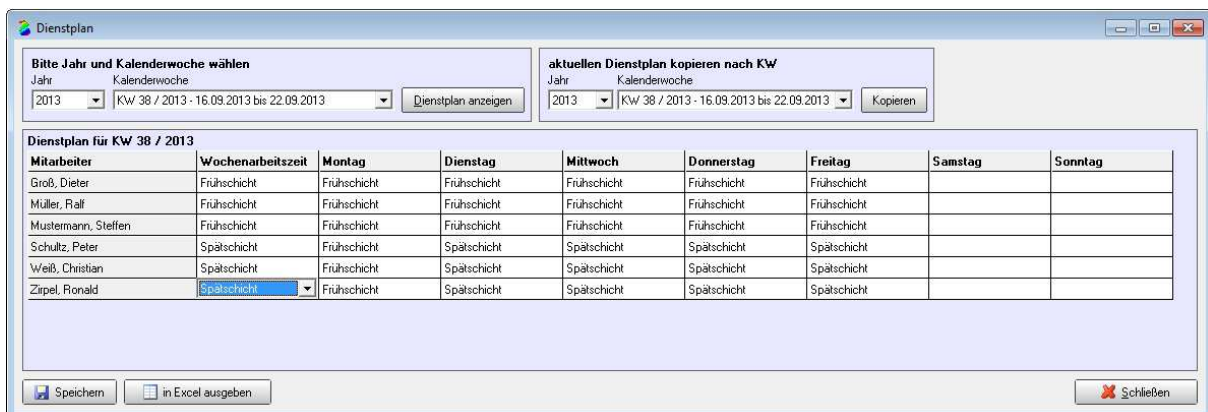 Dienstplan
Bitte Jahr und Kalenderwoche wählen
Jahr Kalenderwoche
2013 KW 38 / 2013 - 16.09.2013 bis 22.09.2013 Dienstplan anzeigen
aktuellen Dienstplan kopieren nach KW
Jahr Kalenderwoche
2013 KW 38 / 2013 - 16.09.2013 bis 22.09.2013 Kopieren
Dienstplan für KW 38 / 2013
Mitarbeiter Wochenarbeitszeit Montag Dienstag Mittwoch Donnerstag Freitag Samstag Sonntag
Groß, Dieter Frühschicht Frühschicht Frühschicht Frühschicht Frühschicht Frühschicht
Müller, Ralf Frühschicht Frühschicht Frühschicht Frühschicht Frühschicht Frühschicht
Mustermann, Steffen Frühschicht Frühschicht Frühschicht Frühschicht Frühschicht Frühschicht
Schultz, Peter Spätschicht Frühschicht Spätschicht Spätschicht Spätschicht Spätschicht
Weiß, Christian Spätschicht Frühschicht Spätschicht Spätschicht Spätschicht Spätschicht
Zirpel, Ronald Spätschicht Frühschicht Spätschicht Spätschicht Spätschicht Spätschicht
Speichern in Excel ausgeben Schließen